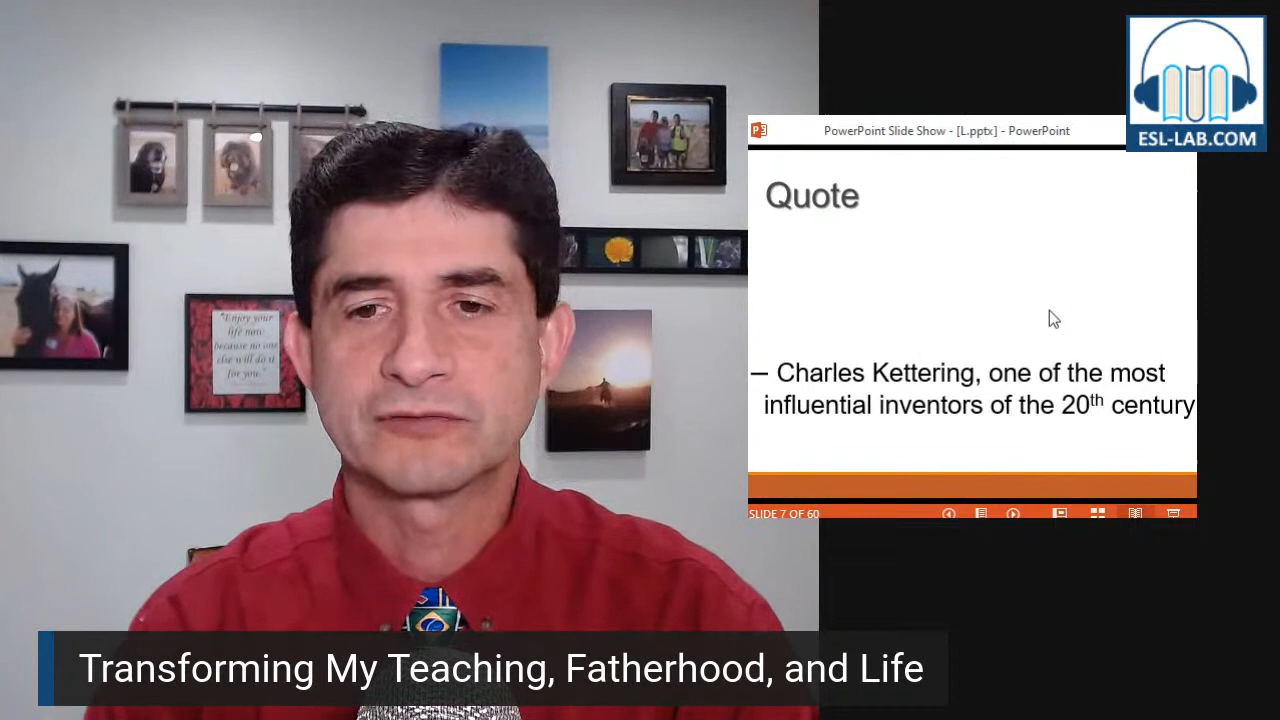 ESL-LAB.COM
PowerPoint Slide Show - [L.pptx] - PowerPoint
Quote
— Charles Kettering, one of the most
influential inventors of the 20th century
SLIDE 7 OF 60
"Enjoy your
life now
because no one
else will do it
for you."
Transforming My Teaching, Fatherhood, and Life